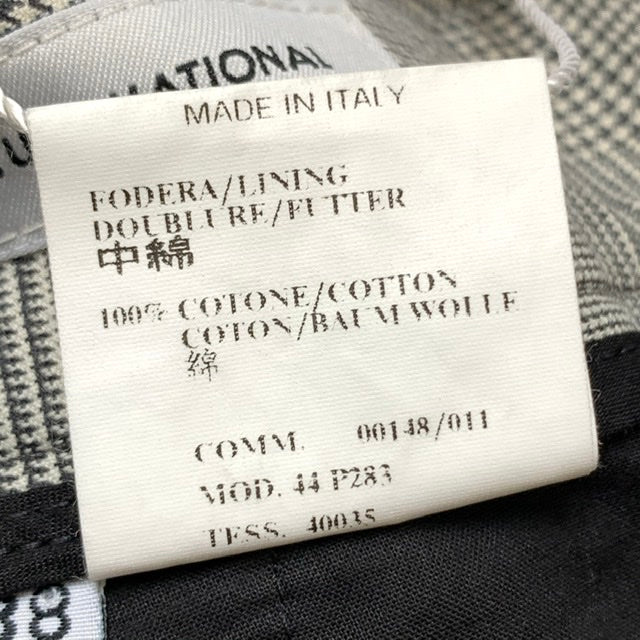 NATIONAL
MADE IN ITALY
FODERA/LINING
DOUBLURE/FUTTER
中綿
100% COTONE/COTTON
COTON/BAUMWOLLE
綿
COMM. 00148/011
MOD. 44 P283
TESS. 40035
38